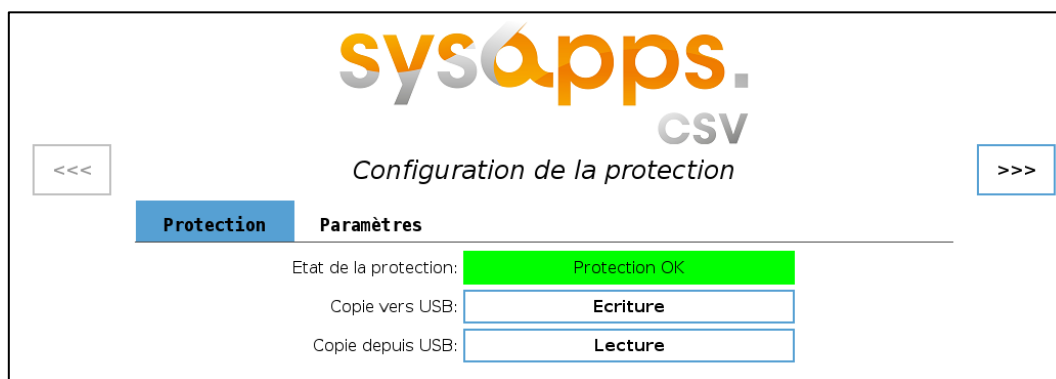 sysapps.
CSV
<<<
Configuration de la protection
>>>
Protection Paramètres
Etat de la protection: Protection OK
Copie vers USB: Ecriture
Copie depuis USB: Lecture